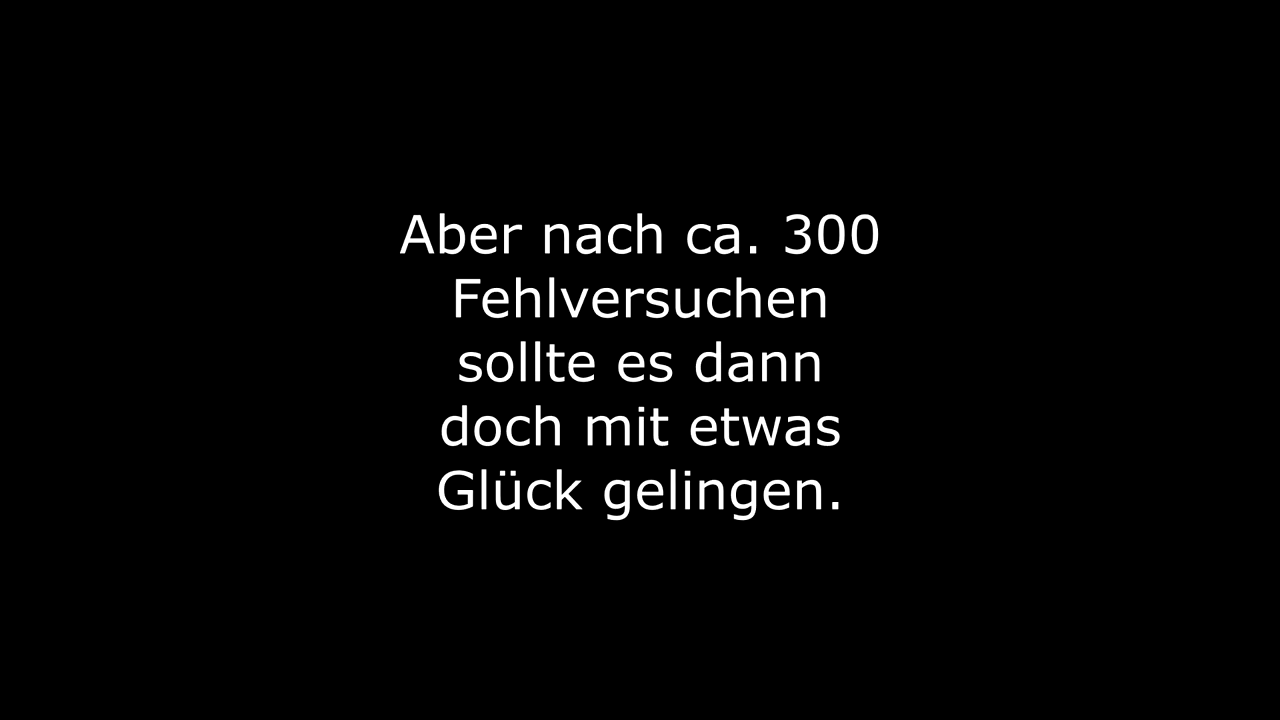 Aber nach ca. 300
Fehlversuchen
sollte es dann
doch mit etwas
Glück gelingen.